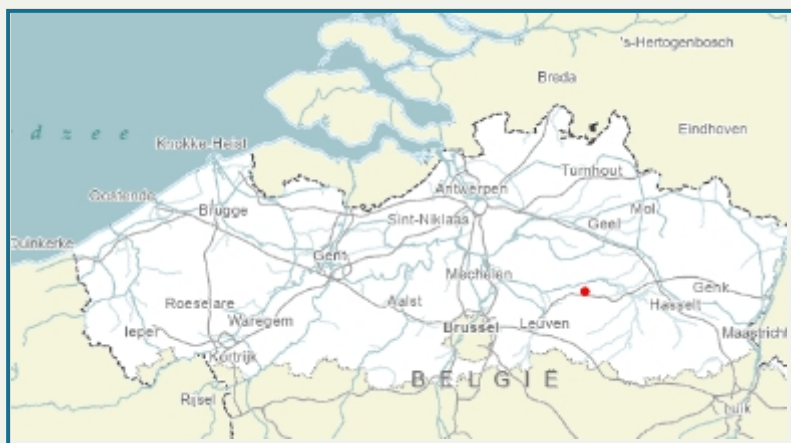 's-Hertogenbosch
Breda
Eindhoven
d z e e
Knokke-Heist
Turnhout
Antwerpen
Oostende
Mol
Brugge
Sint-Niklaas
Geel
Duinkerke
Gent
Mechelen
Genk
Roeselare
Aalst
Hasselt
Ieper
Waregem
Brussel
Leuven
Maastricht
Kortrijk
BELGIË
Rijsel
Luik